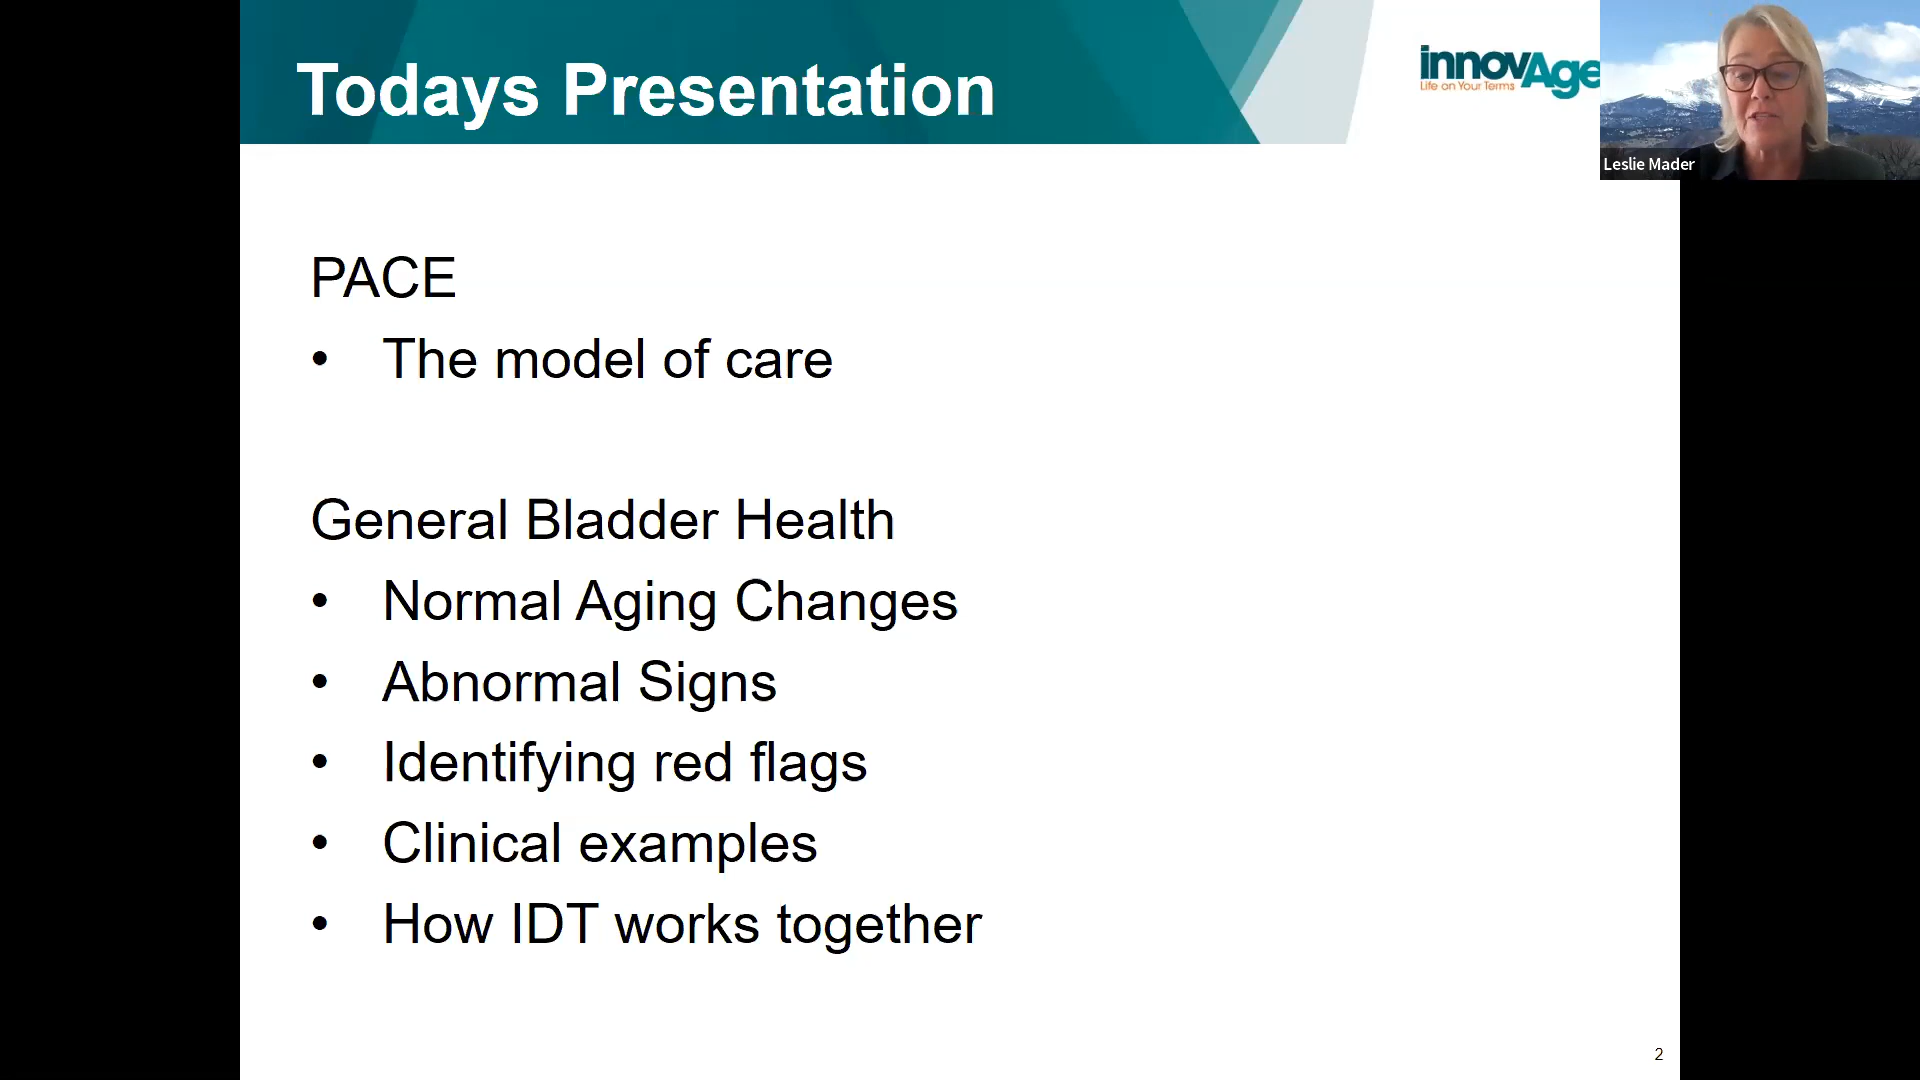 Todays Presentation
innovAge
Life on Your Terms
Leslie Mader
PACE
• The model of care
General Bladder Health
• Normal Aging Changes
• Abnormal Signs
• Identifying red flags
• Clinical examples
• How IDT works together
2